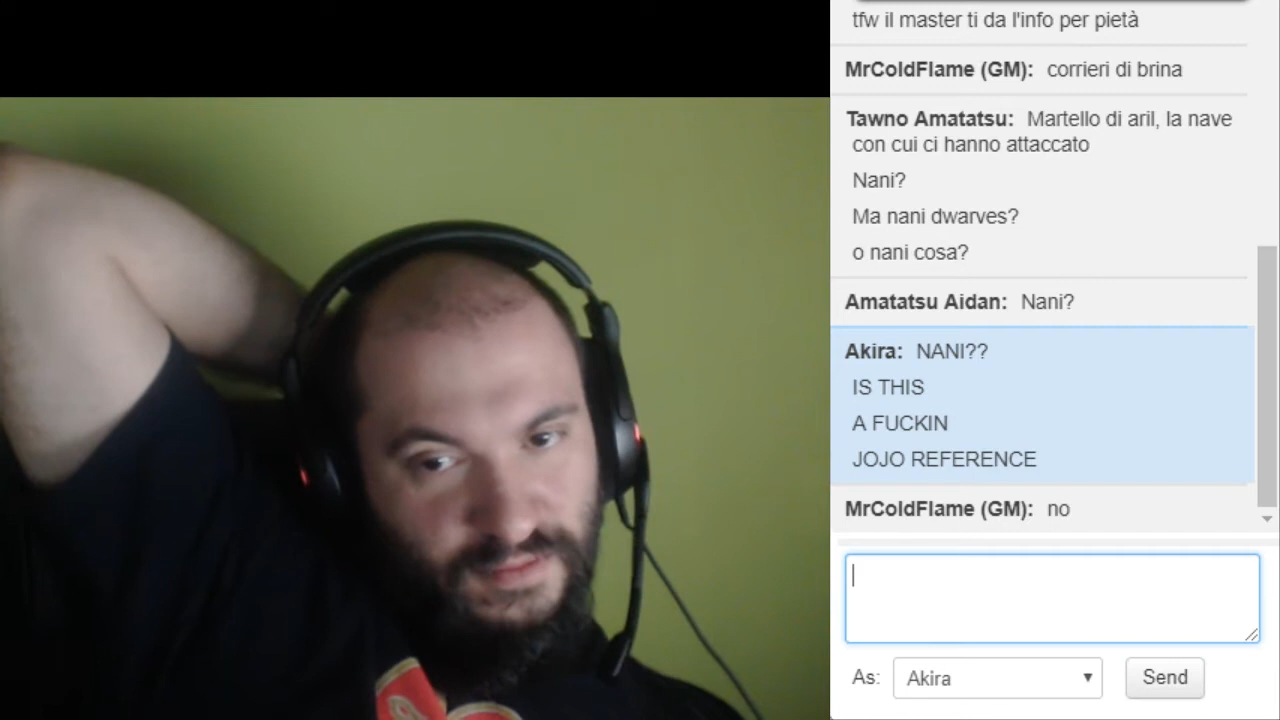 tfw il master ti da l'info per pietà
MrColdFlame (GM): corrieri di brina
Tawno Amatatsu: Martello di aril, la nave
con cui ci hanno attaccato
Nani?
Ma nani dwarves?
o nani cosa?
Amatatsu Aidan: Nani?
Akira: NANI??
IS THIS
A FUCKIN
JOJO REFERENCE
MrColdFlame (GM): no
As: Akira Send